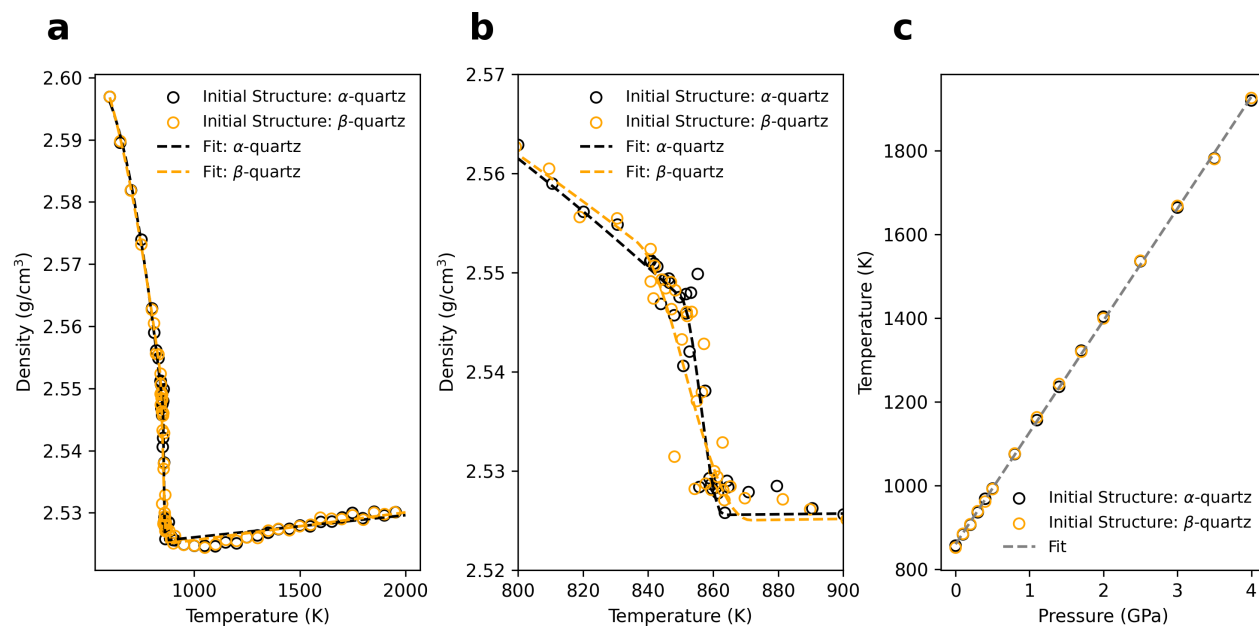 a
2.60
2.59
2.58
2.57
2.56
2.55
2.54
2.53
Density (g/cm³)
1000
1500
2000
Temperature (K)
Initial Structure: α-quartz
Initial Structure: β-quartz
Fit: α-quartz
Fit: β-quartz
b
2.57
2.56
2.55
2.54
2.53
2.52
Density (g/cm³)
800
820
840
860
880
900
Temperature (K)
Initial Structure: α-quartz
Initial Structure: β-quartz
Fit: α-quartz
Fit: β-quartz
c
1800
1600
1400
1200
1000
800
Temperature (K)
0
1
2
3
4
Pressure (GPa)
Initial Structure: α-quartz
Initial Structure: β-quartz
Fit